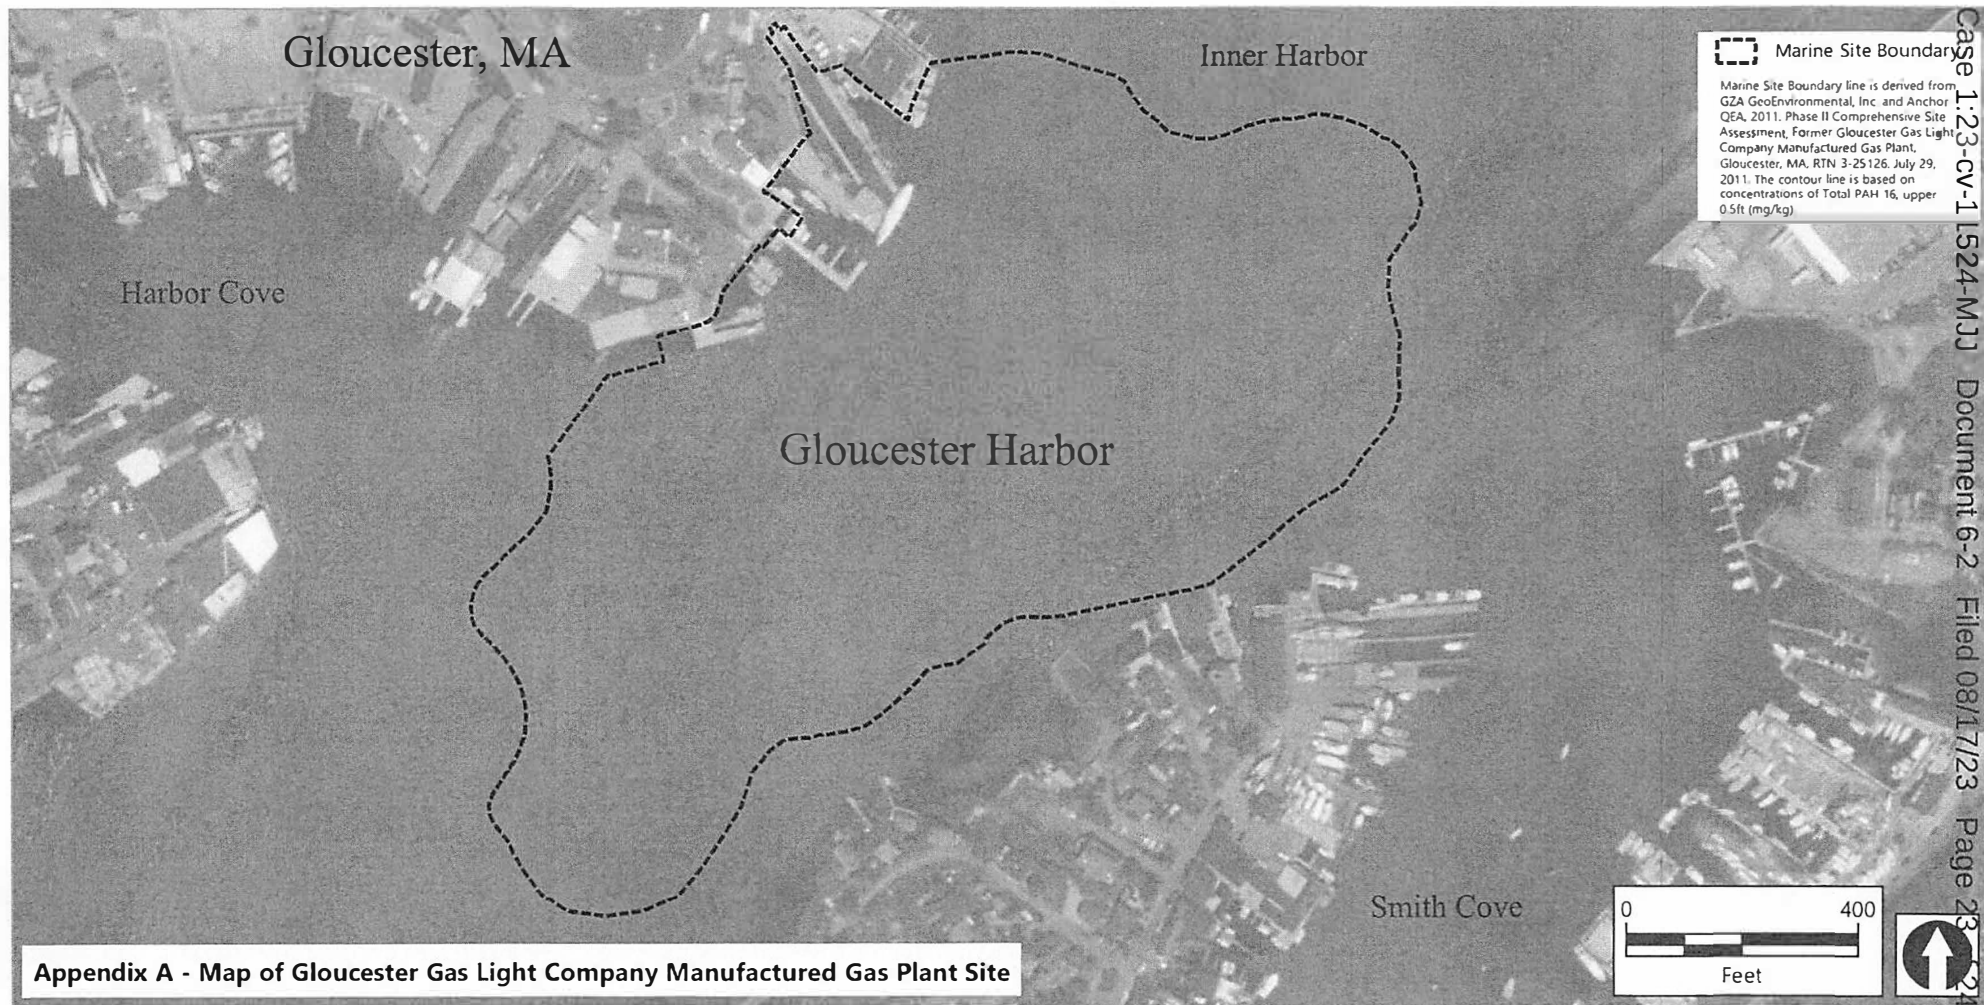 Gloucester, MA
Inner Harbor
Marine Site Boundary
Marine Site Boundary line is derived from
GZA GeoEnvironmental, Inc and Anchor
QEA, 2011. Phase II Comprehensive Site
Assessment, Former Gloucester Gas Light
Company Manufactured Gas Plant,
Gloucester, MA, RTN 3-25126. July 29,
2011. The contour line is based on
concentrations of Total PAH 16, upper
0.5ft (mg/kg)
Harbor Cove
Gloucester Harbor
Smith Cove
0 400
Feet
Appendix A - Map of Gloucester Gas Light Company Manufactured Gas Plant Site
Case 1:23-cv-11524-MJJ Document 6-2 Filed 08/17/23 Page 23